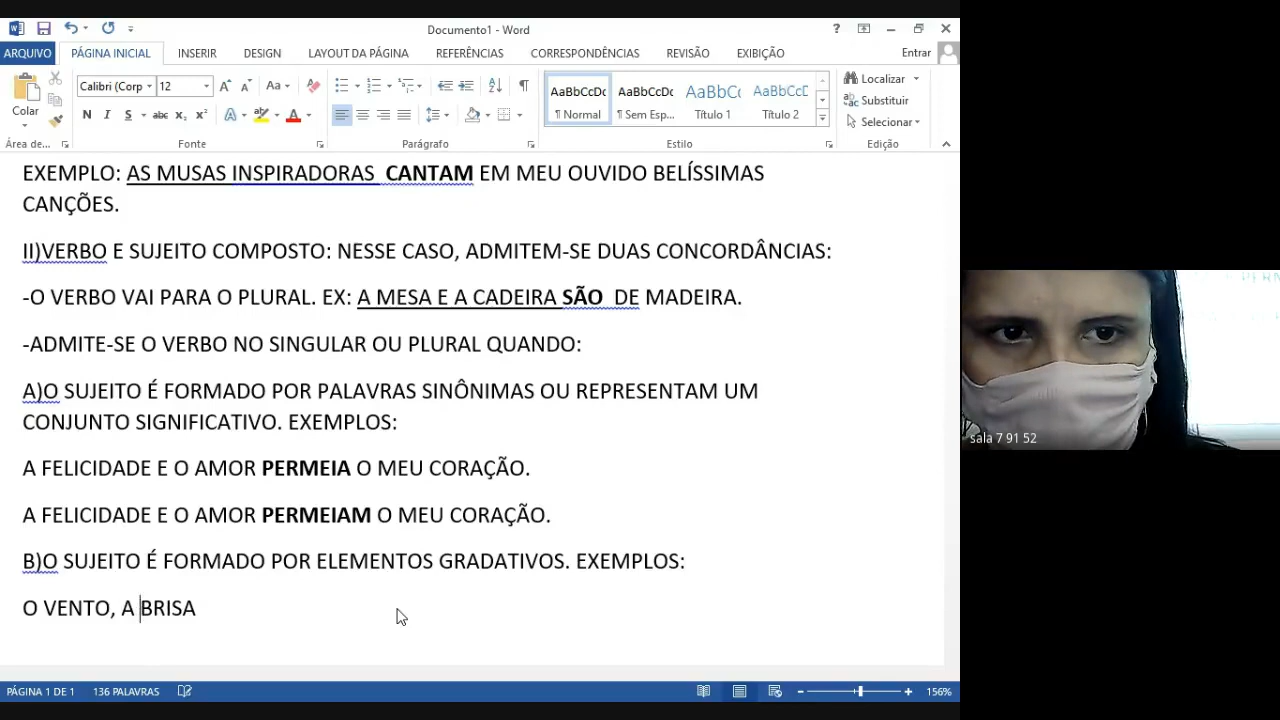 Documento1 - Word
?
ARQUIVO PÁGINA INICIAL INSERIR DESIGN LAYOUT DA PÁGINA REFERÊNCIAS CORRESPONDÊNCIAS REVISÃO EXIBIÇÃO Entrar
Colar
Calibri (Corp 12 Aa
N I S abc x₂ x² A A
AaBbCcDc AaBbCcDc AaBbCc AaBbCcD
¶ Normal ¶ Sem Esp... Título 1 Título 2
Localizar
Substituir
Selecionar
Área de... Fonte Parágrafo Estilo Edição
EXEMPLO: AS MUSAS INSPIRADORAS CANTAM EM MEU OUVIDO BELÍSSIMAS
CANÇÕES.
II)VERBO E SUJEITO COMPOSTO: NESSE CASO, ADMITEM-SE DUAS CONCORDÂNCIAS:
-O VERBO VAI PARA O PLURAL. EX: A MESA E A CADEIRA SÃO DE MADEIRA.
-ADMITE-SE O VERBO NO SINGULAR OU PLURAL QUANDO:
A)O SUJEITO É FORMADO POR PALAVRAS SINÔNIMAS OU REPRESENTAM UM
CONJUNTO SIGNIFICATIVO. EXEMPLOS:
A FELICIDADE E O AMOR PERMEIA O MEU CORAÇÃO.
A FELICIDADE E O AMOR PERMEIAM O MEU CORAÇÃO.
B)O SUJEITO É FORMADO POR ELEMENTOS GRADATIVOS. EXEMPLOS:
O VENTO, A BRISA
sala 7 91 52
PÁGINA 1 DE 1 136 PALAVRAS 156%